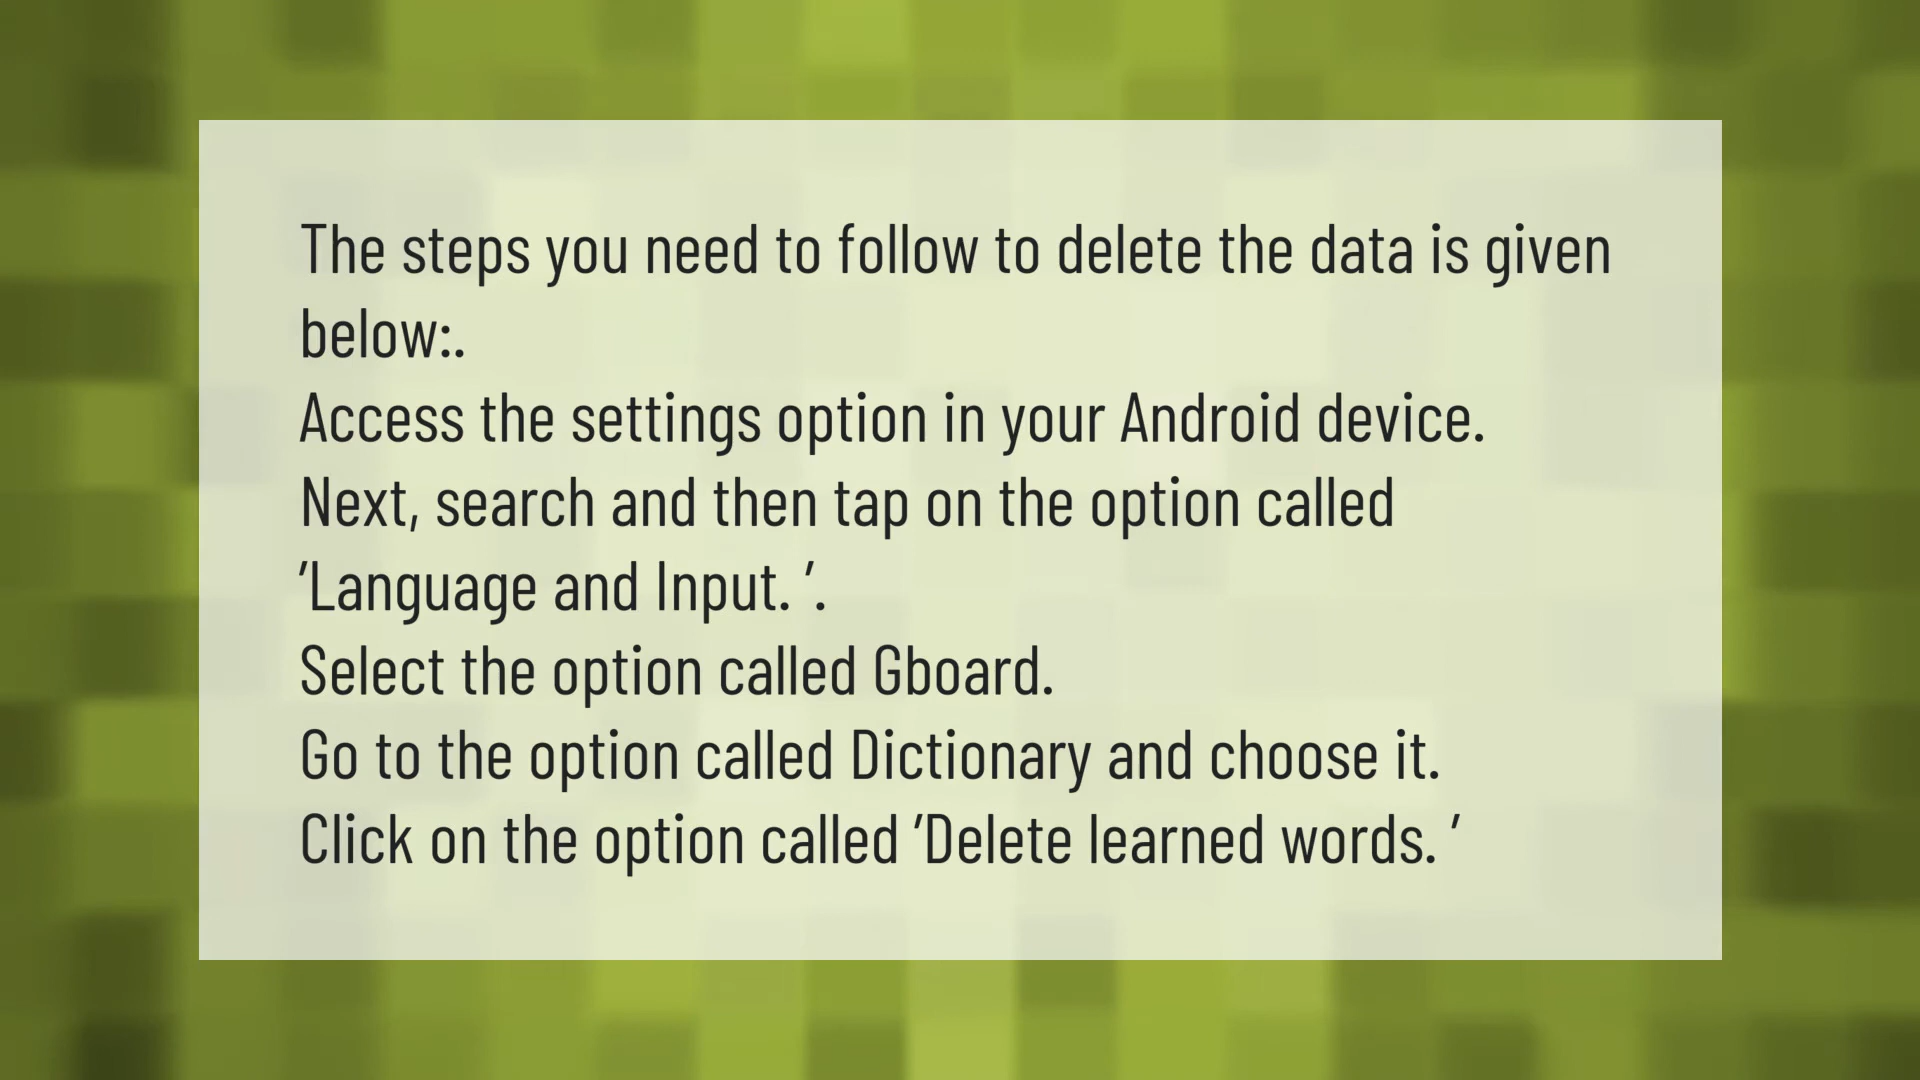 The steps you need to follow to delete the data is given
below:.
Access the settings option in your Android device.
Next, search and then tap on the option called
'Language and Input. '.
Select the option called Gboard.
Go to the option called Dictionary and choose it.
Click on the option called 'Delete learned words. '